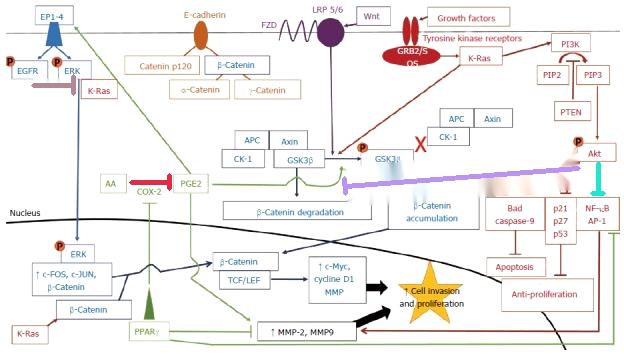 EP1-4
E-cadherin
LRP 5/6
FZD
Wnt
Growth factors
Tyrosine kinase receptors
GRB2/S
OS
K-Ras
PI3K
P
EGFR
P
ERK
K-Ras
Catenin p120
β-Catenin
α-Catenin
γ-Catenin
PIP2
PIP3
PTEN
APC
Axin
CK-1
APC
Axin
CK-1
GSK3β
P
GSK3β
X
P
Akt
AA
COX-2
PGE2
β-Catenin degradation
β-Catenin
accumulation
Bad
caspase-9
p21
p27
p53
NF-κB
AP-1
Nucleus
P
ERK
↑ c-FOS, c-JUN,
β-Catenin
β-Catenin
TCF/LEF
↑ c-Myc,
cyclin D1
MMP
↑ Cell invasion
and proliferation
Apoptosis
Anti-proliferation
β-Catenin
K-Ras
PPARγ
↑ MMP-2, MMP9